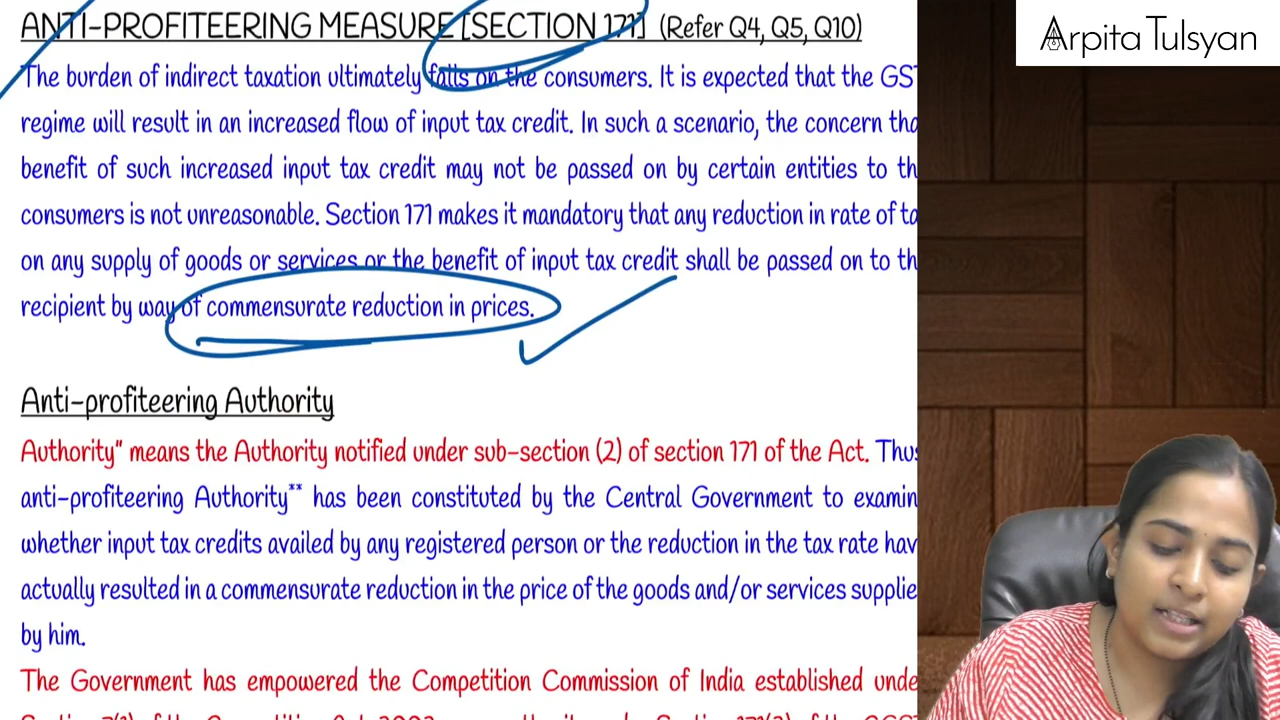 ANTI-PROFITEERING MEASURE [SECTION 171] (Refer Q4, Q5, Q10)
Arpita Tulsyan
The burden of indirect taxation ultimately falls on the consumers. It is expected that the GST
regime will result in an increased flow of input tax credit. In such a scenario, the concern tha
benefit of such increased input tax credit may not be passed on by certain entities to th
consumers is not unreasonable. Section 171 makes it mandatory that any reduction in rate of ta
on any supply of goods or services or the benefit of input tax credit shall be passed on to th
recipient by way of commensurate reduction in prices.
Anti-profiteering Authority
Authority" means the Authority notified under sub-section (2) of section 171 of the Act. Thus
anti-profiteering Authority** has been constituted by the Central Government to examin
whether input tax credits availed by any registered person or the reduction in the tax rate hav
actually resulted in a commensurate reduction in the price of the goods and/or services supplie
by him.
The Government has empowered the Competition Commission of India established unde